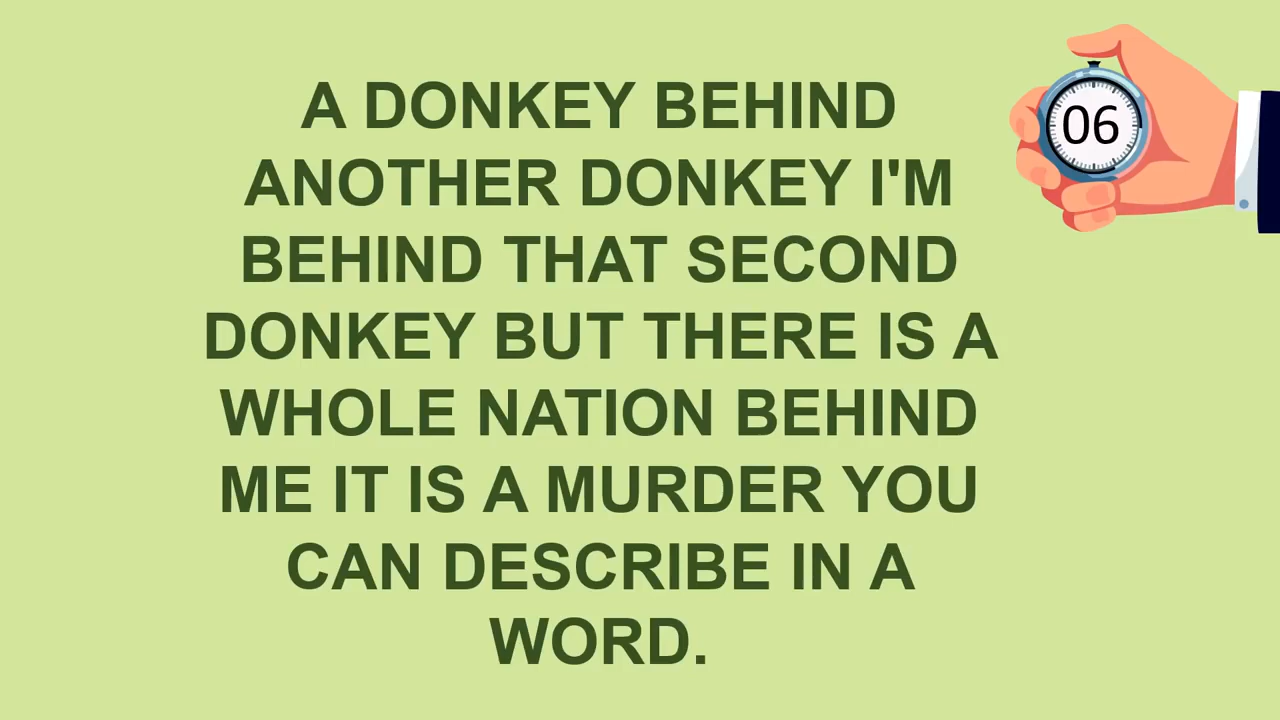 A DONKEY BEHIND
ANOTHER DONKEY I'M
BEHIND THAT SECOND
DONKEY BUT THERE IS A
WHOLE NATION BEHIND
ME IT IS A MURDER YOU
CAN DESCRIBE IN A
WORD.
06